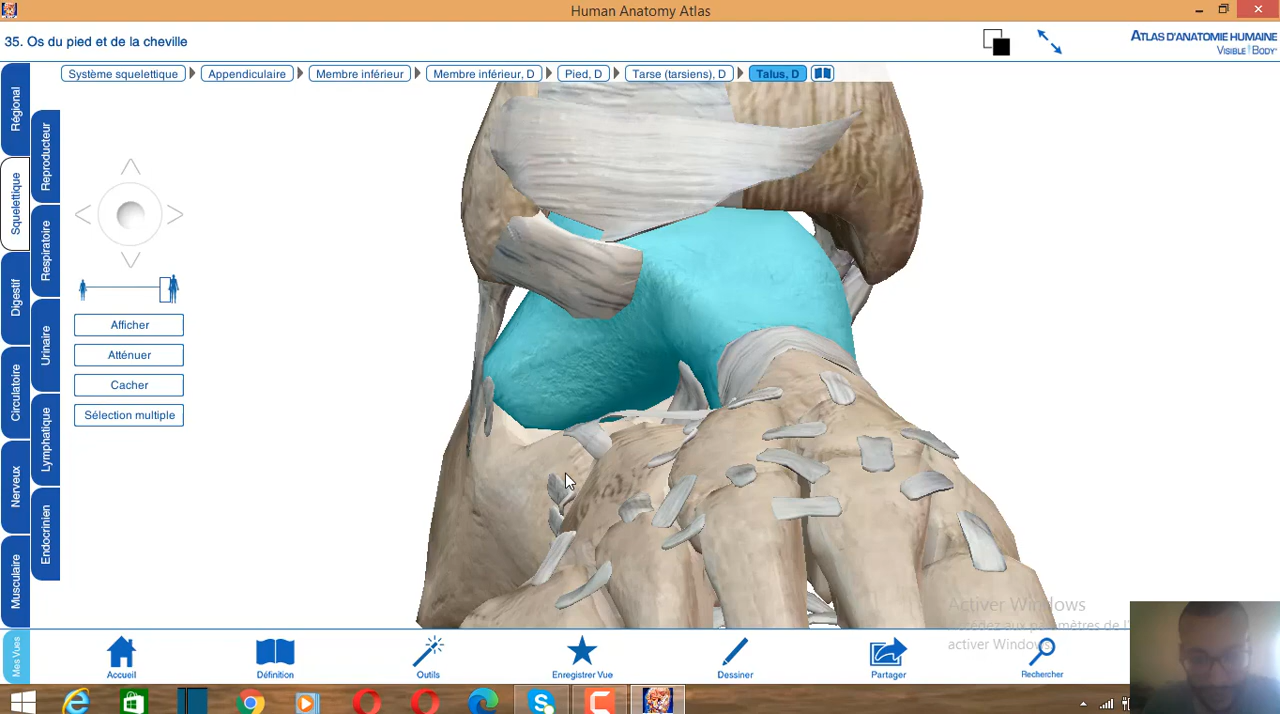 Human Anatomy Atlas
35. Os du pied et de la cheville
ATLAS D'ANATOMIE HUMAINE
VISIBLE BODY
Système squelettique
Appendiculaire
Membre inférieur
Membre inférieur, D
Pied, D
Tarse (tarsiens), D
Talus, D
Régional
Squelettique
Digestif
Circulatoire
Nerveux
Musculaire
Mes Vues
Reproducteur
Respiratoire
Urinaire
Lymphatique
Endocrinien
Afficher
Atténuer
Cacher
Sélection multiple
Activer Windows
aux paramètres de l'
activer Windows
Accueil
Définition
Outils
Enregistrer Vue
Dessiner
Partager
Rechercher